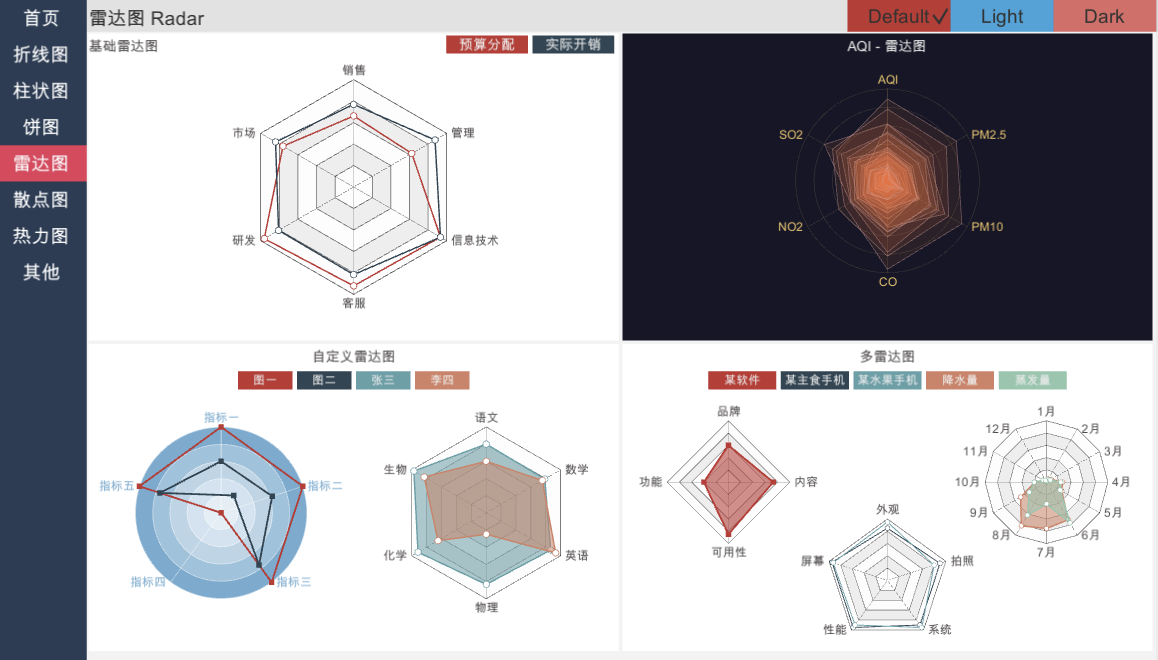 首页
折线图
柱状图
饼图
雷达图
散点图
热力图
其他
雷达图 Radar
Default✓
Light
Dark
基础雷达图
预算分配
实际开销
销售
市场
管理
研发
信息技术
客服
AQI - 雷达图
AQI
SO2
PM2.5
NO2
PM10
CO
自定义雷达图
图一
图二
张三
李四
指标一
指标五
指标二
指标四
指标三
语文
生物
数学
化学
英语
物理
多雷达图
某软件
某主食手机
某水果手机
降水量
蒸发量
品牌
功能
内容
可用性
外观
屏幕
拍照
性能
系统
1月
12月
2月
11月
3月
10月
4月
9月
5月
8月
6月
7月